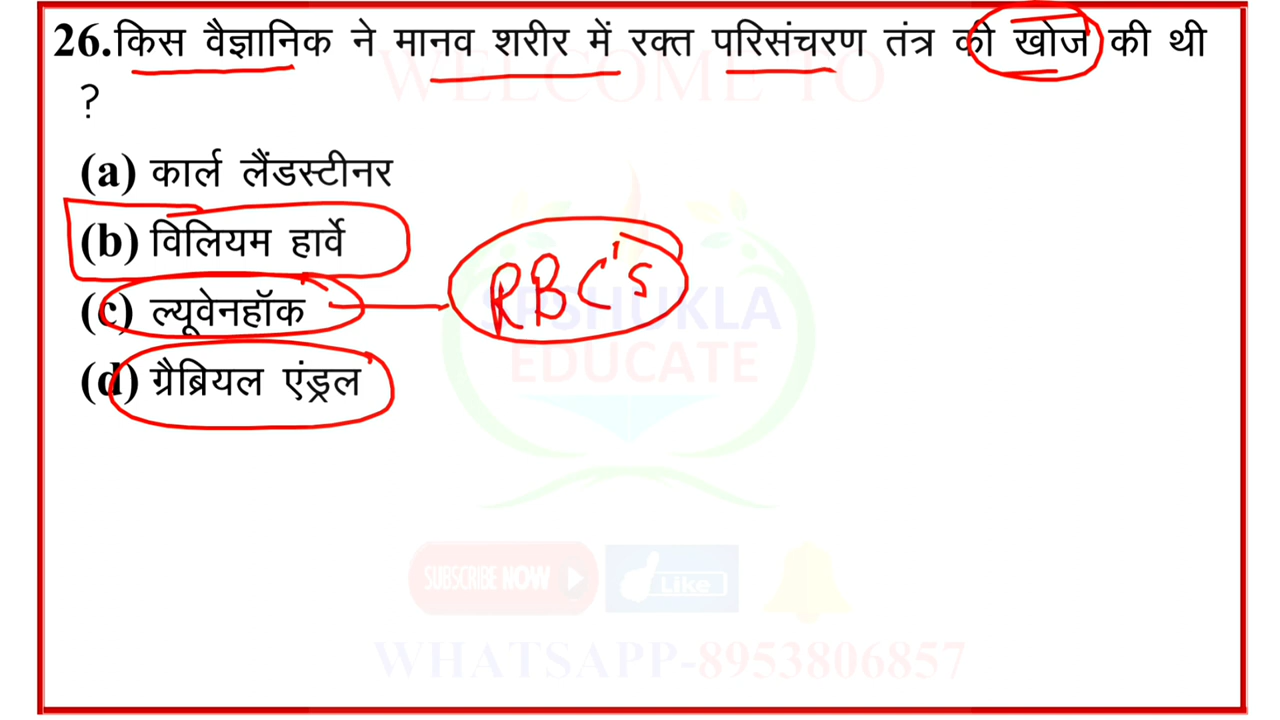 26.किस वैज्ञानिक ने मानव शरीर में रक्त परिसंचरण तंत्र की खोज की थी
?
WELCOME TO
(a) कार्ल लैंडस्टीनर
(b) विलियम हार्वे
(c) ल्यूवेनहॉक
RBC's
SHUKLA
EDUCATE
(d) ग्रैब्रियल एंड्रल
SUBSCRIBE NOW
Like
WHATSAPP-8953806857